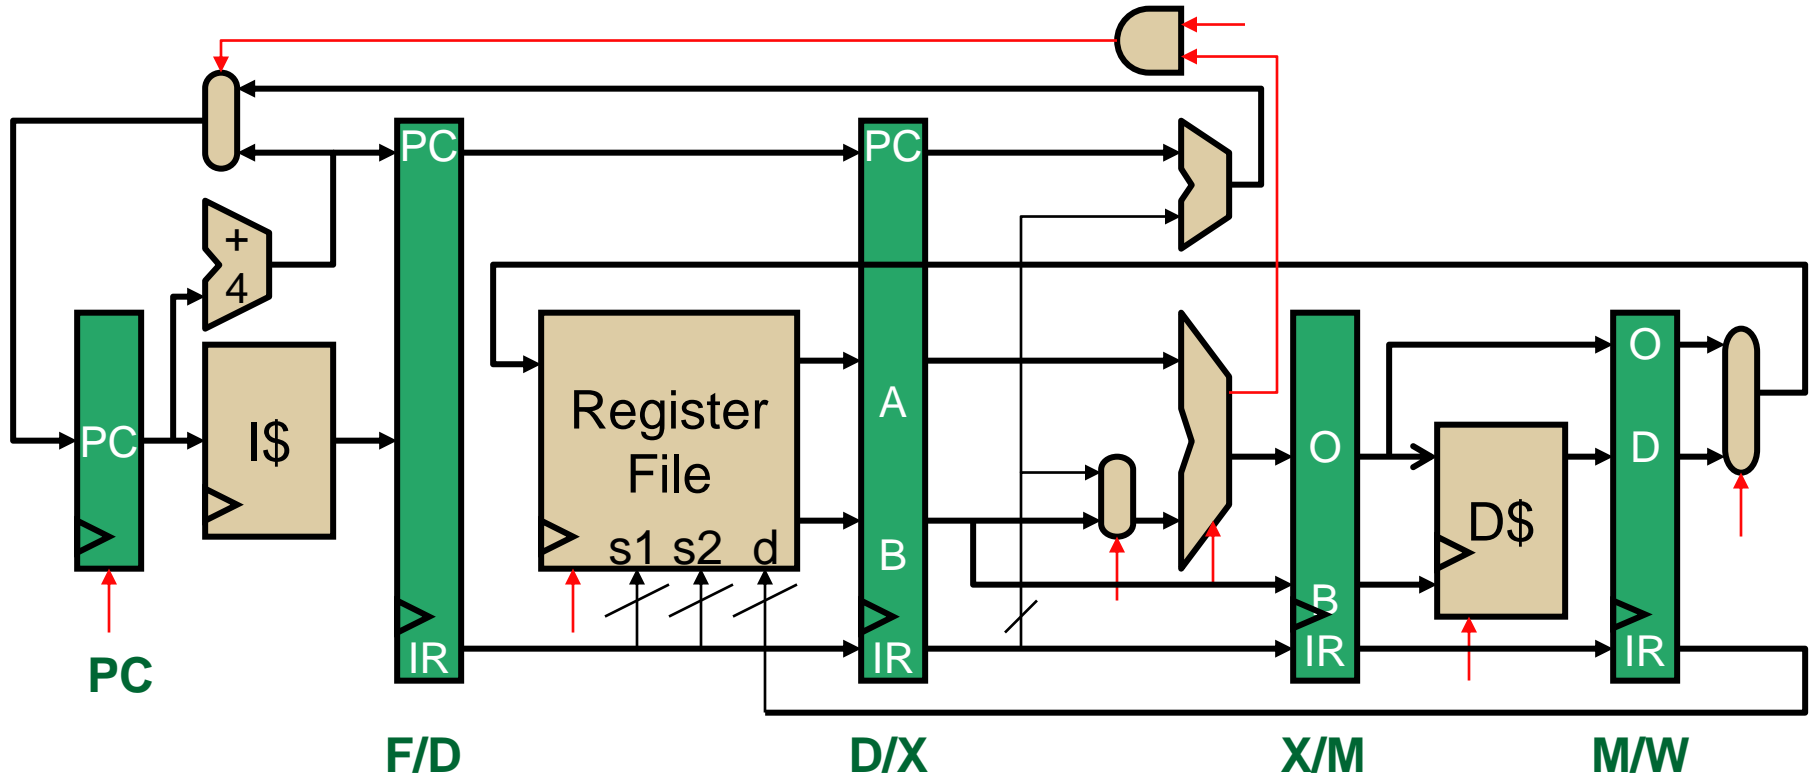 PC
PC
+
4
O
PC
I$
Register
File
A
O
D
D$
s1 s2 d
B
B
IR
IR
IR
IR
PC
F/D
D/X
X/M
M/W